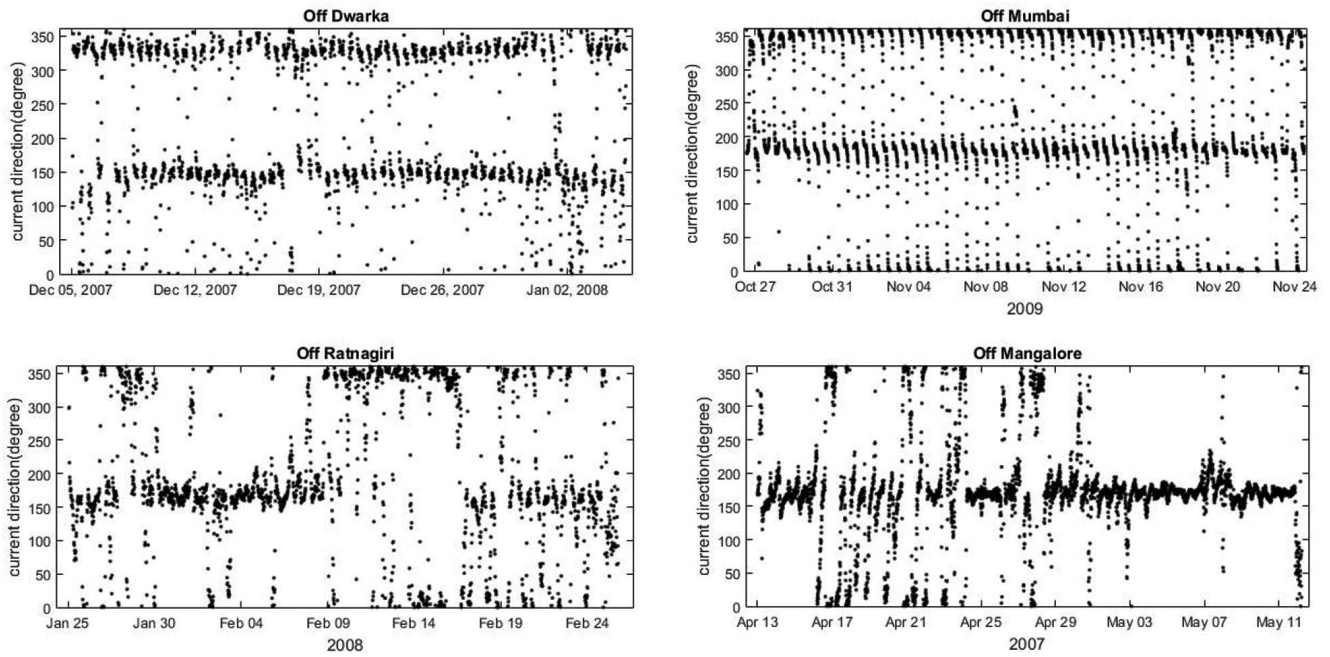 Off Dwarka
current direction(degree)
350
300
250
200
150
100
50
0
Dec 05, 2007 Dec 12, 2007 Dec 19, 2007 Dec 26, 2007 Jan 02, 2008
Off Mumbai
current direction(degree)
350
300
250
200
150
100
50
0
Oct 27 Oct 31 Nov 04 Nov 08 Nov 12 Nov 16 Nov 20 Nov 24
2009
Off Ratnagiri
current direction(degree)
350
300
250
200
150
100
50
0
Jan 25 Jan 30 Feb 04 Feb 09 Feb 14 Feb 19 Feb 24
2008
Off Mangalore
current direction(degree)
350
300
250
200
150
100
50
0
Apr 13 Apr 17 Apr 21 Apr 25 Apr 29 May 03 May 07 May 11
2007